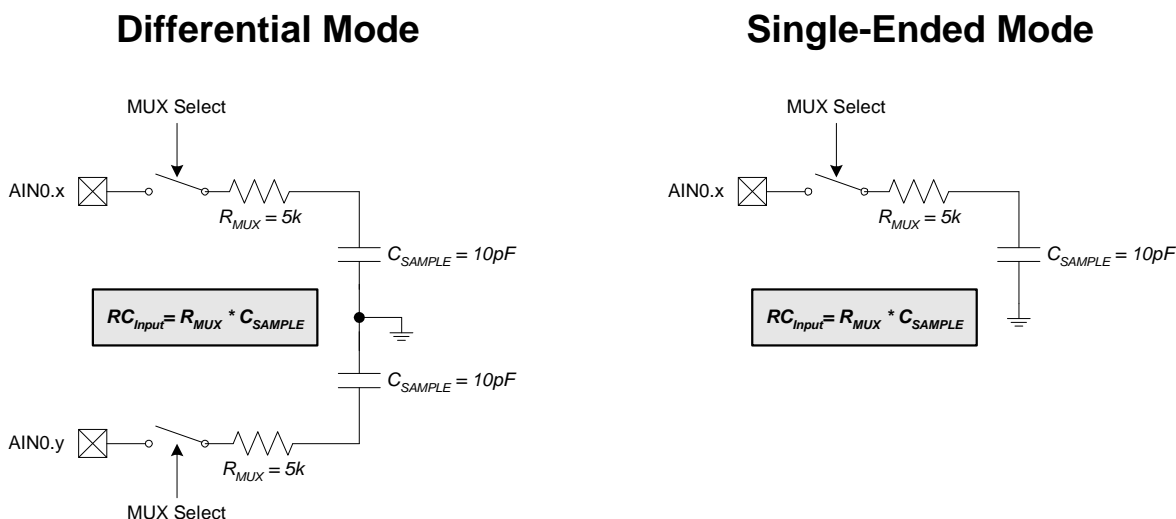 Differential Mode
MUX Select
AIN0.x
R_MUX = 5k
C_SAMPLE = 10pF
RC_Input= R_MUX * C_SAMPLE
C_SAMPLE = 10pF
AIN0.y
R_MUX = 5k
MUX Select
Single-Ended Mode
MUX Select
AIN0.x
R_MUX = 5k
C_SAMPLE = 10pF
RC_Input= R_MUX * C_SAMPLE